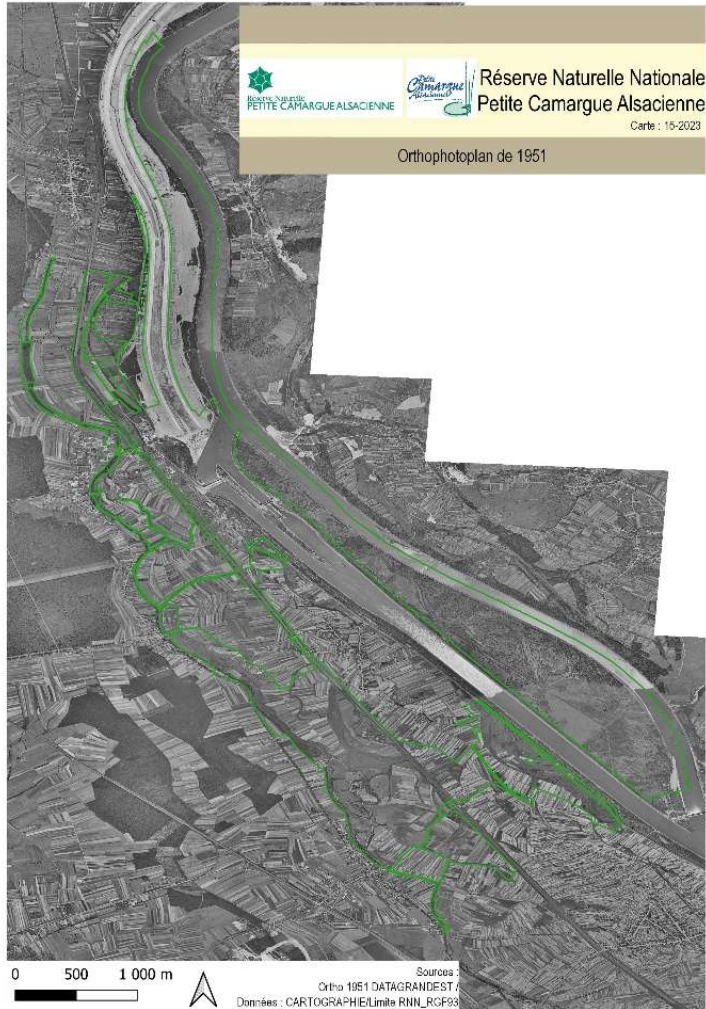 Réserve Naturelle
PETITE CAMARGUE ALSACIENNE
Petite
Camargue
Alsacienne
Réserve Naturelle Nationale
Petite Camargue Alsacienne
Carte : 15-2023
Orthophotoplan de 1951
0 500 1 000 m
Sources :
Ortho 1951 DATAGRANDEST /
Données : CARTOGRAPHIE/Limite RNN_RGF93